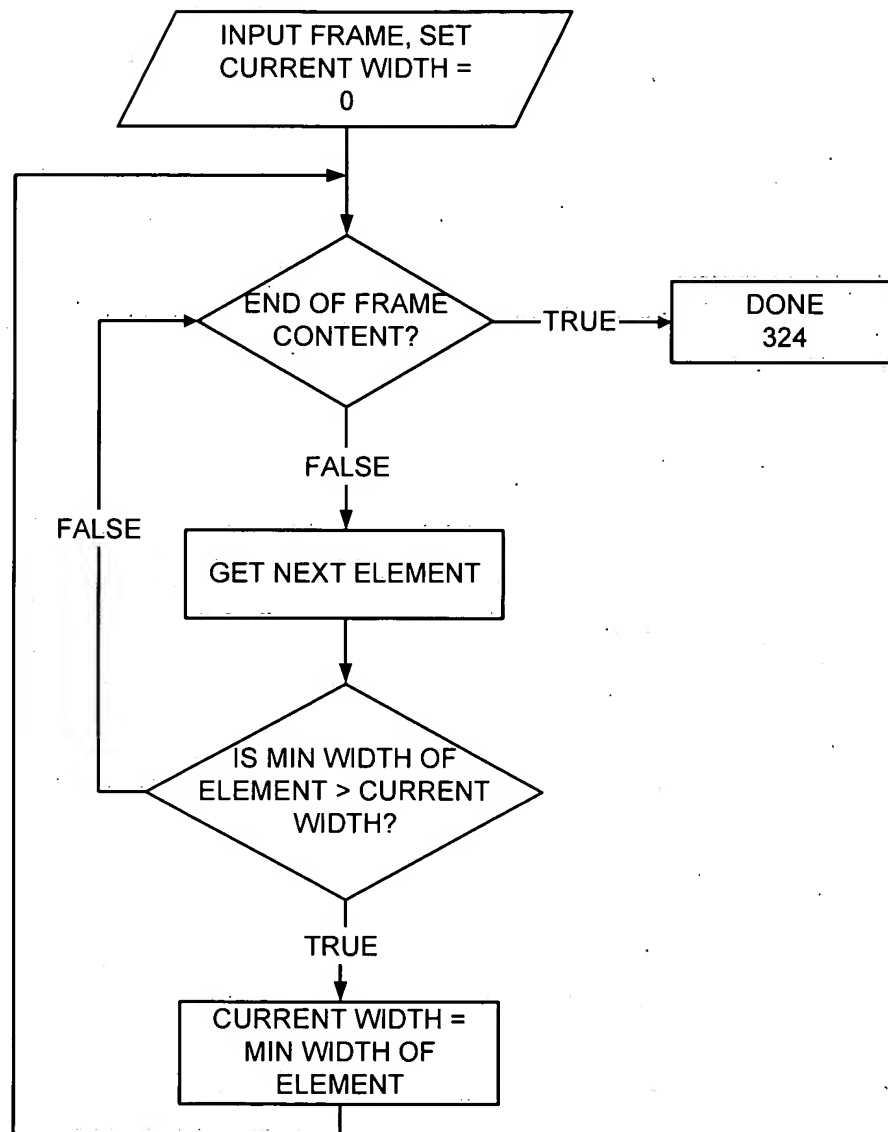 INPUT FRAME, SET
CURRENT WIDTH =
0
END OF FRAME
CONTENT?
TRUE
DONE
324
FALSE
FALSE
GET NEXT ELEMENT
IS MIN WIDTH OF
ELEMENT > CURRENT
WIDTH?
TRUE
CURRENT WIDTH =
MIN WIDTH OF
ELEMENT